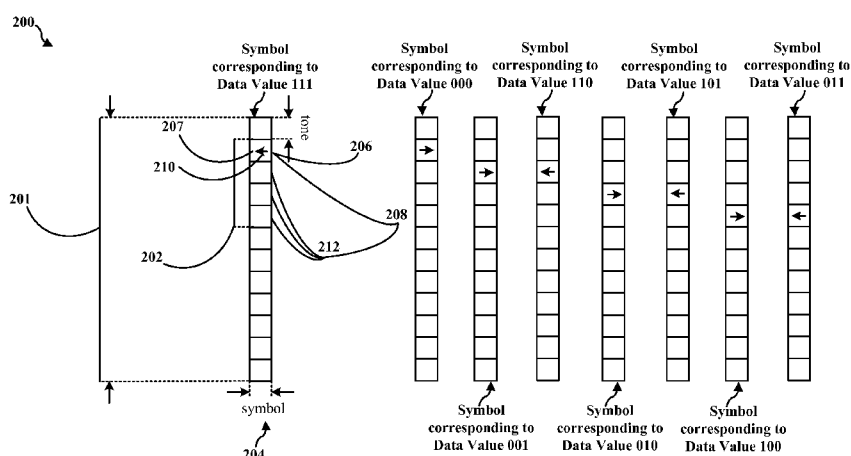 200
Symbol
corresponding to
Data Value 111
Symbol
corresponding to
Data Value 000
Symbol
corresponding to
Data Value 110
Symbol
corresponding to
Data Value 101
Symbol
corresponding to
Data Value 011
tone
207
206
210
201
208
212
202
symbol
204
Symbol
corresponding to
Data Value 001
Symbol
corresponding to
Data Value 010
Symbol
corresponding to
Data Value 100